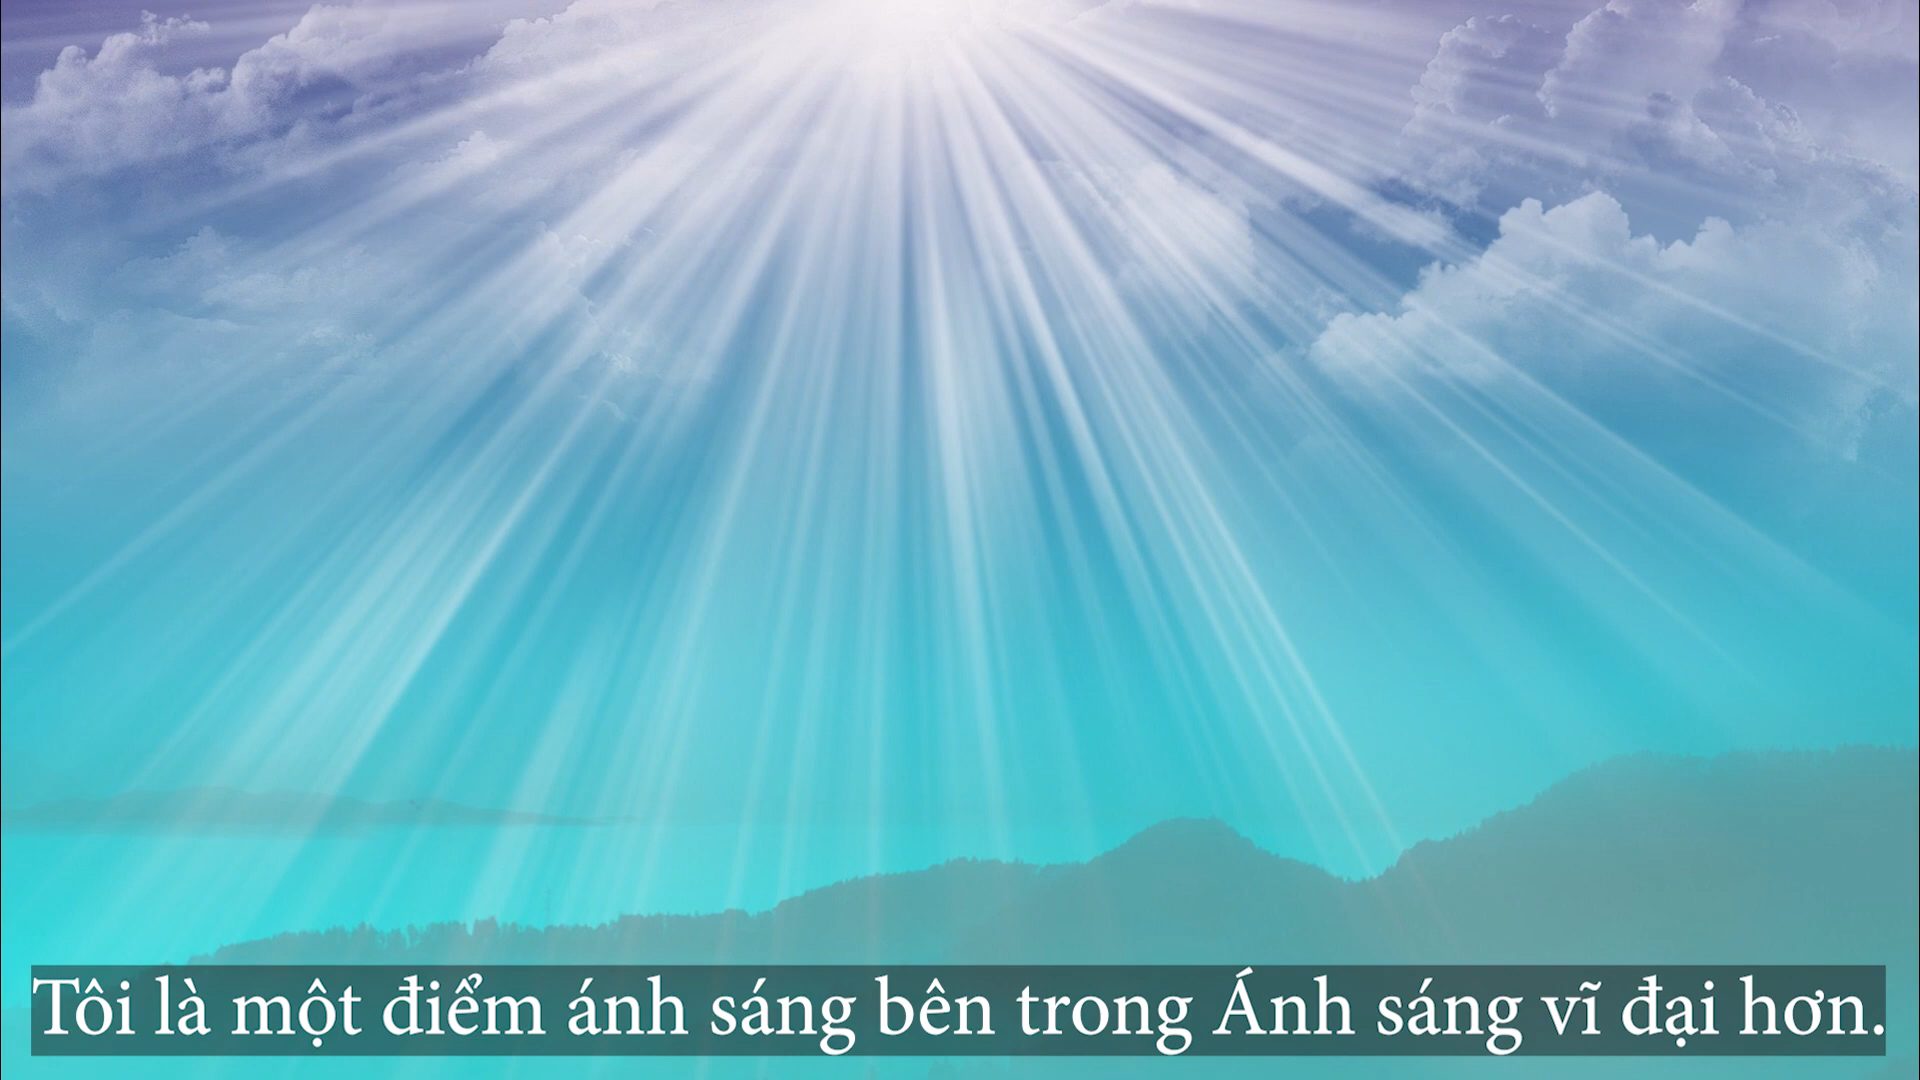 Tôi là một điểm ánh sáng bên trong Ánh sáng vĩ đại hơn.